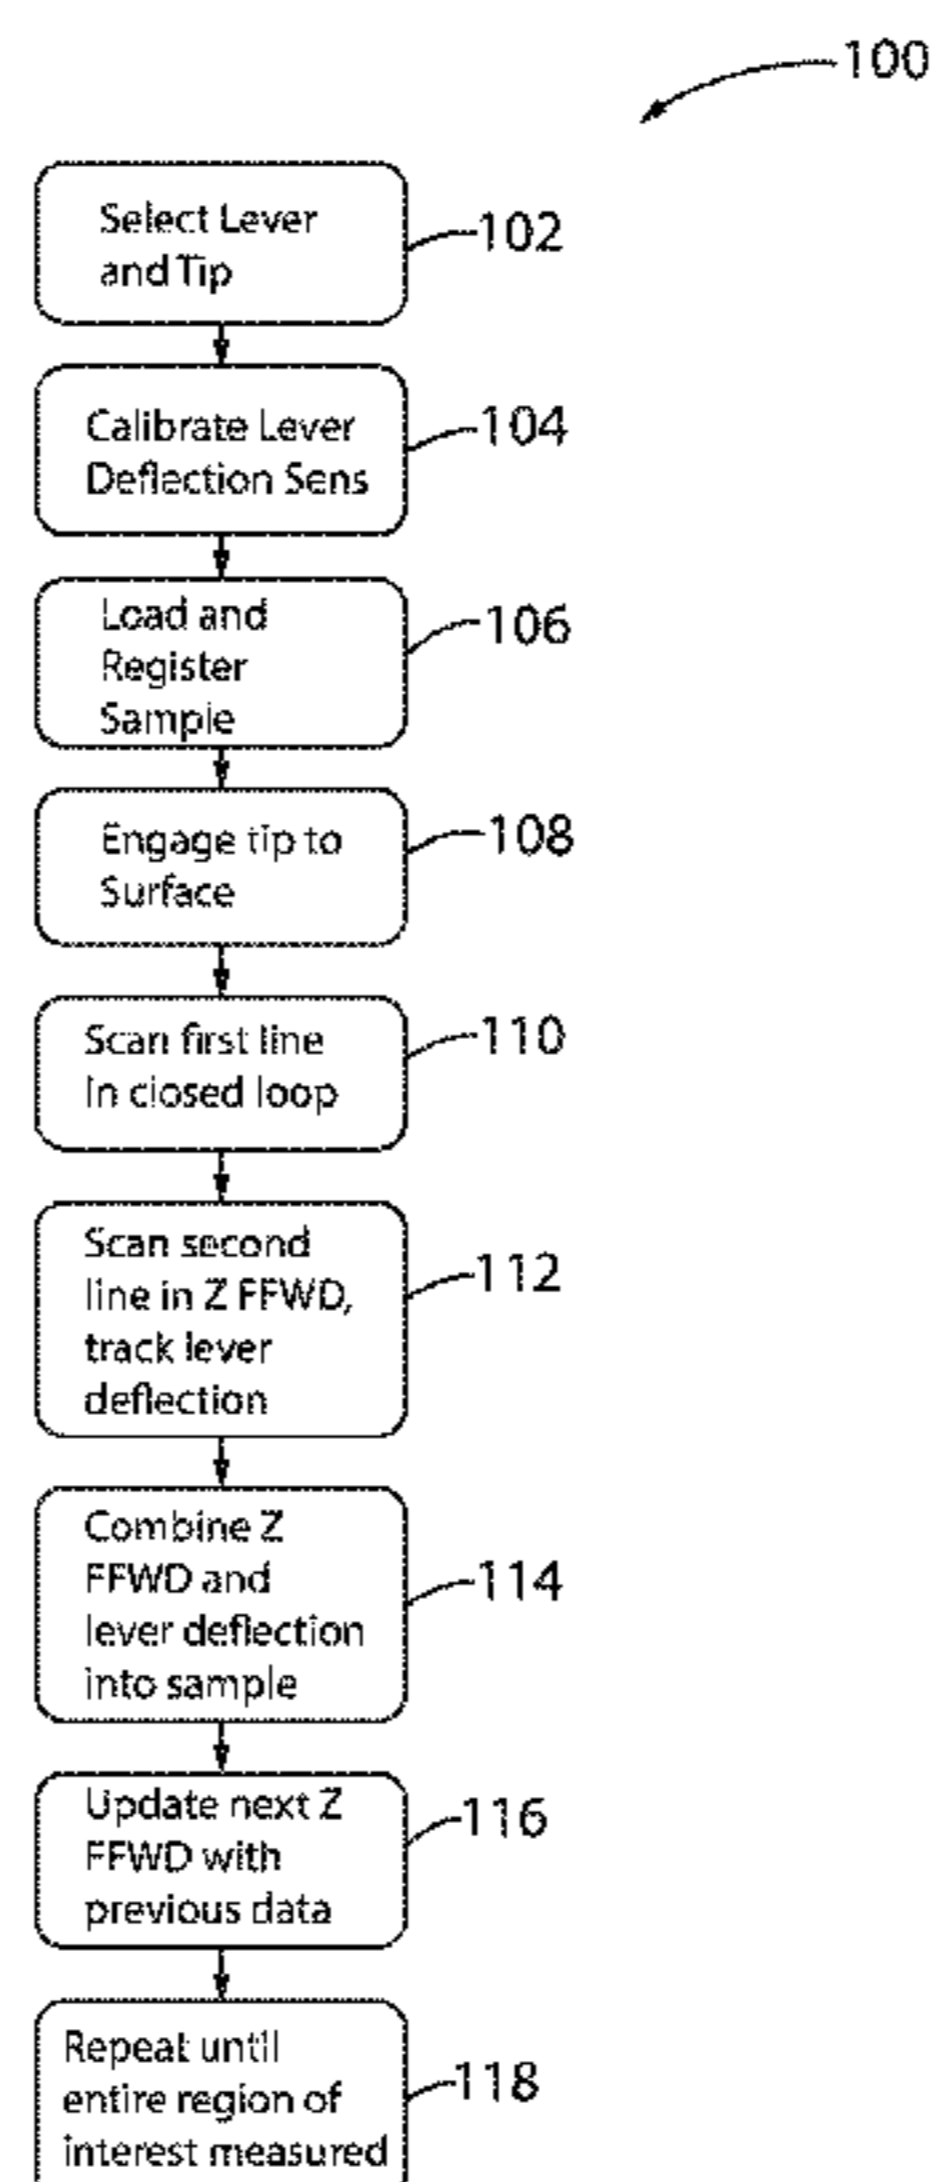 100
Select Lever
and Tip
102
Calibrate Lever
Deflection Sens
104
Load and
Register
Sample
106
Engage tip to
Surface
108
Scan first line
in closed loop
110
Scan second
line in Z FFWD,
track lever
deflection
112
Combine Z
FFWD and
lever deflection
into sample
114
Update next Z
FFWD with
previous data
116
Repeat until
entire region of
interest measured
118